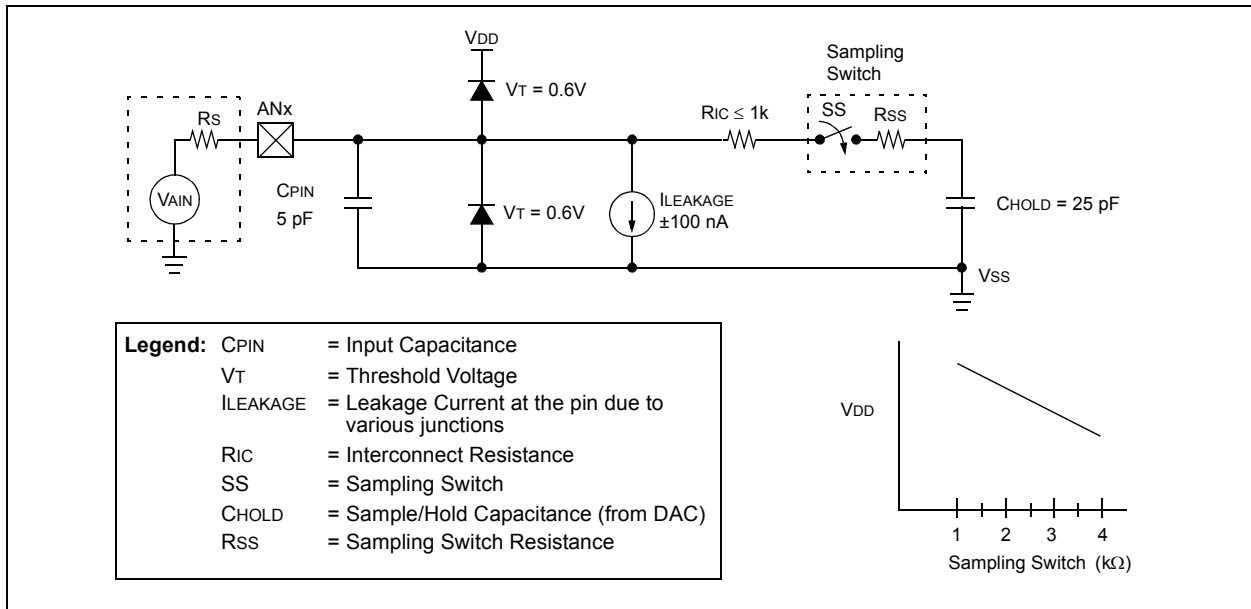 VDD
Sampling
Switch
VT = 0.6V
RS
ANx
RIC ≤ 1k
SS
RSS
VAIN
CPIN
5 pF
VT = 0.6V
ILEAKAGE
±100 nA
CHOLD = 25 pF
VSS
Legend: CPIN = Input Capacitance
VT = Threshold Voltage
ILEAKAGE = Leakage Current at the pin due to
various junctions
RIC = Interconnect Resistance
SS = Sampling Switch
CHOLD = Sample/Hold Capacitance (from DAC)
RSS = Sampling Switch Resistance
VDD
1 2 3 4
Sampling Switch (kΩ)